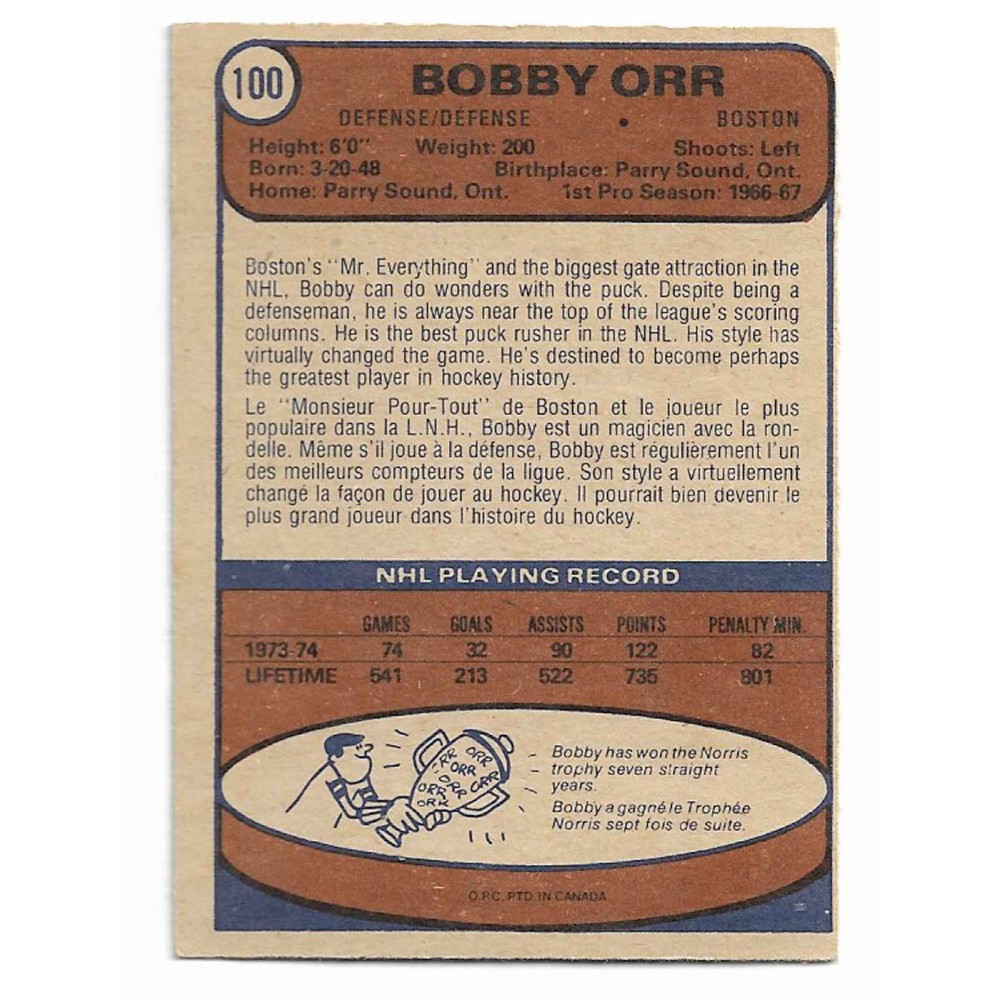 100
BOBBY ORR
DEFENSE/DÉFENSE • BOSTON
Height: 6'0" Weight: 200 Shoots: Left
Born: 3-20-48 Birthplace: Parry Sound, Ont.
Home: Parry Sound, Ont. 1st Pro Season: 1966-67
Boston's "Mr. Everything" and the biggest gate attraction in the
NHL, Bobby can do wonders with the puck. Despite being a
defenseman, he is always near the top of the league's scoring
columns. He is the best puck rusher in the NHL. His style has
virtually changed the game. He's destined to become perhaps
the greatest player in hockey history.
Le "Monsieur Pour-Tout" de Boston et le joueur le plus
populaire dans la L.N.H., Bobby est un magicien avec la ron-
delle. Même s'il joue à la défense, Bobby est régulièrement l'un
des meilleurs compteurs de la ligue. Son style a virtuellement
changé la façon de jouer au hockey. Il pourrait bien devenir le
plus grand joueur dans l'histoire du hockey.
NHL PLAYING RECORD
GAMES GOALS ASSISTS POINTS PENALTY MIN.
1973-74 74 32 90 122 82
LIFETIME 541 213 522 735 801
ORR ORR
ORR
ORR ORR ORR
ORR
Bobby has won the Norris
trophy seven straight
years.
Bobby a gagné le Trophée
Norris sept fois de suite.
O.P.C. PTD. IN CANADA